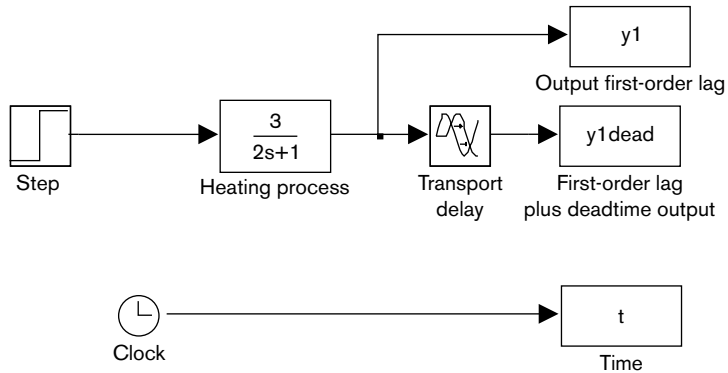 y1
Output first-order lag
3
2s+1
y1dead
Step
Heating process
Transport
delay
First-order lag
plus deadtime output
t
Clock
Time